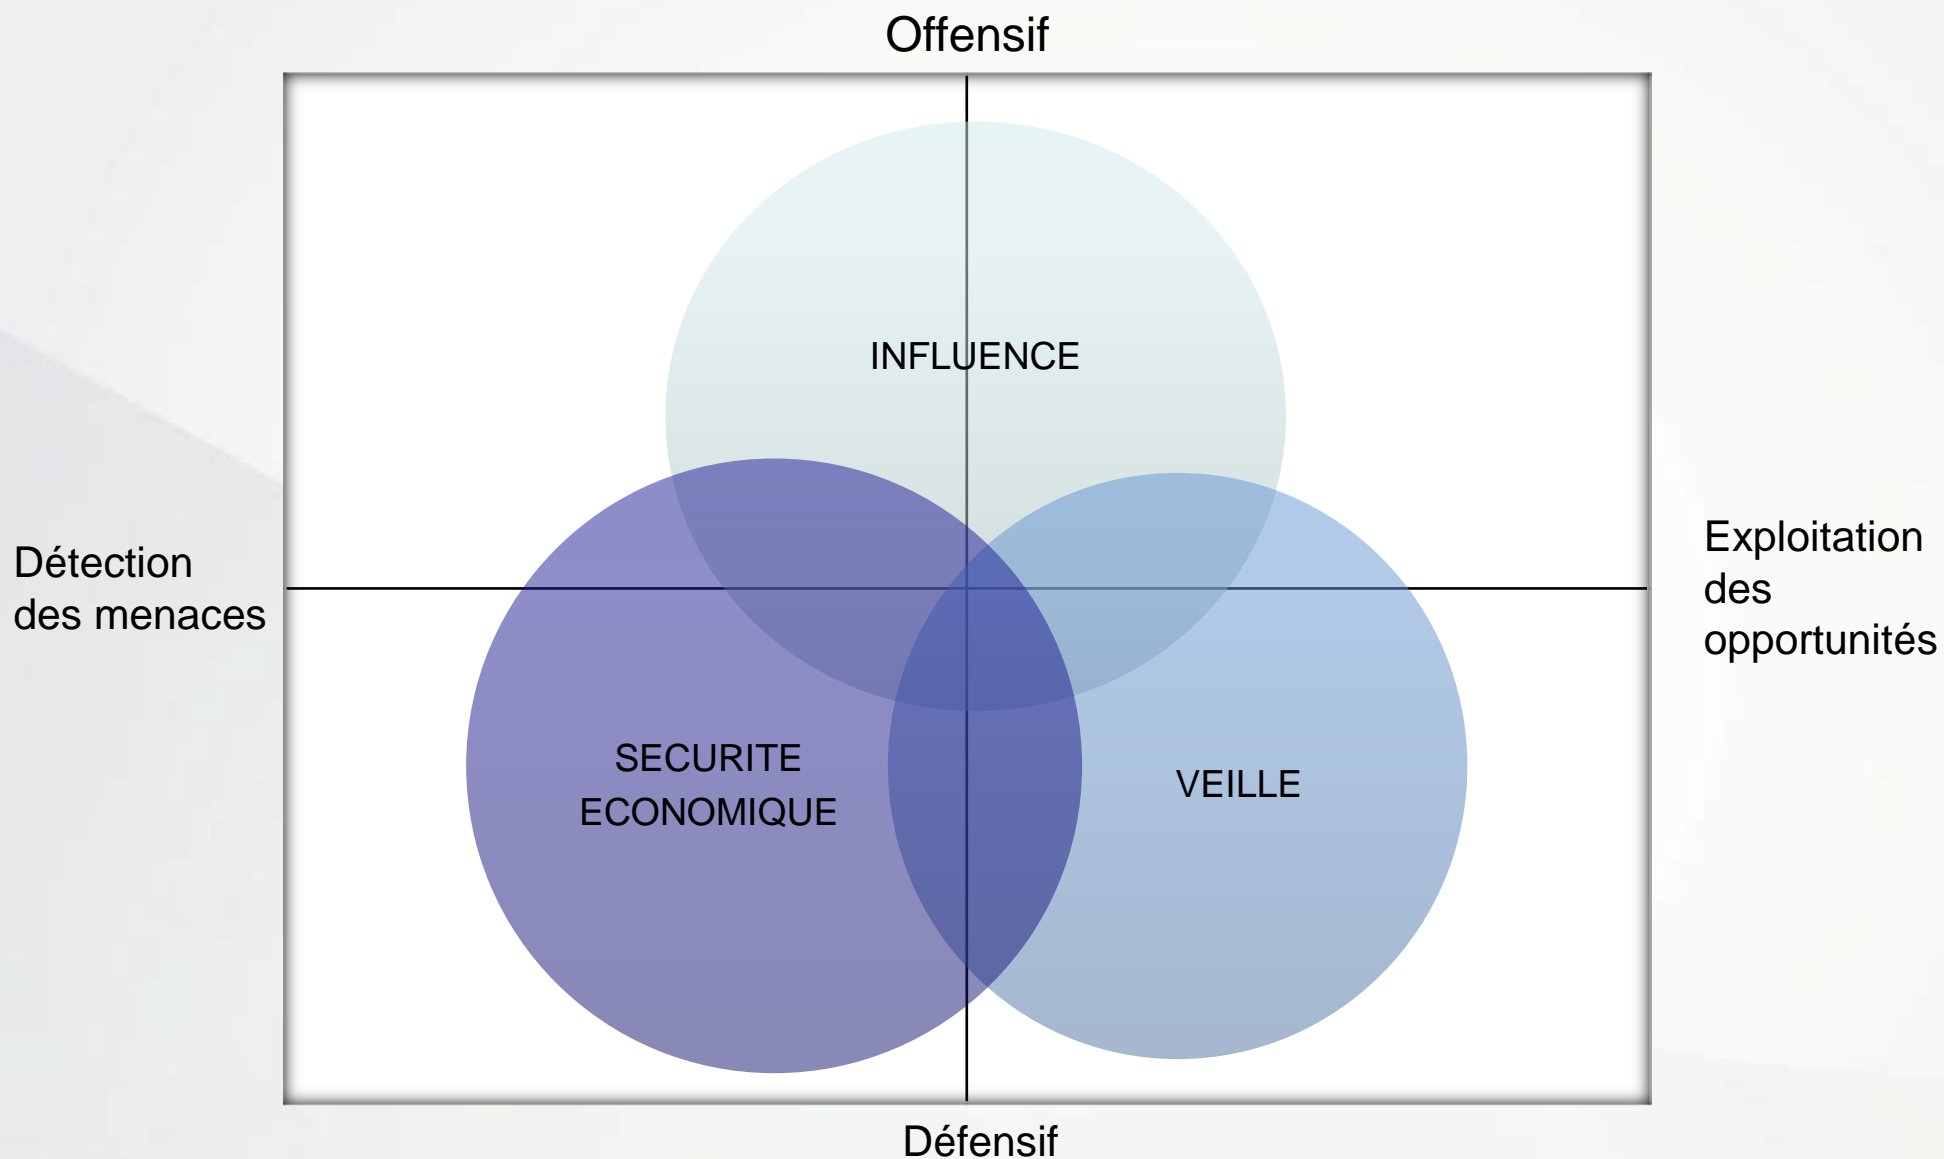 Offensif
INFLUENCE
Détection
des menaces
Exploitation
des
opportunités
SECURITE
ECONOMIQUE
VEILLE
Défensif